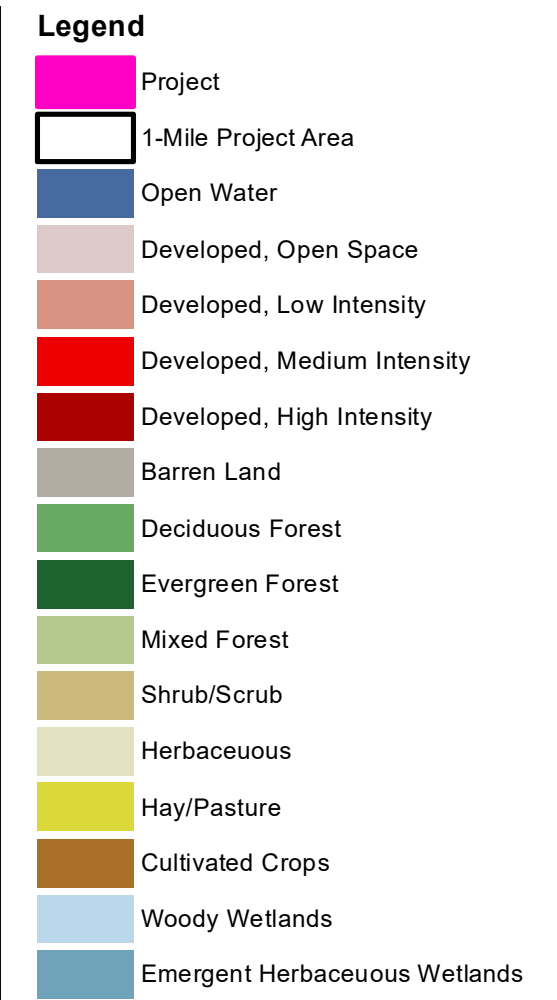 Legend
Project
1-Mile Project Area
Open Water
Developed, Open Space
Developed, Low Intensity
Developed, Medium Intensity
Developed, High Intensity
Barren Land
Deciduous Forest
Evergreen Forest
Mixed Forest
Shrub/Scrub
Herbaceuous
Hay/Pasture
Cultivated Crops
Woody Wetlands
Emergent Herbaceuous Wetlands